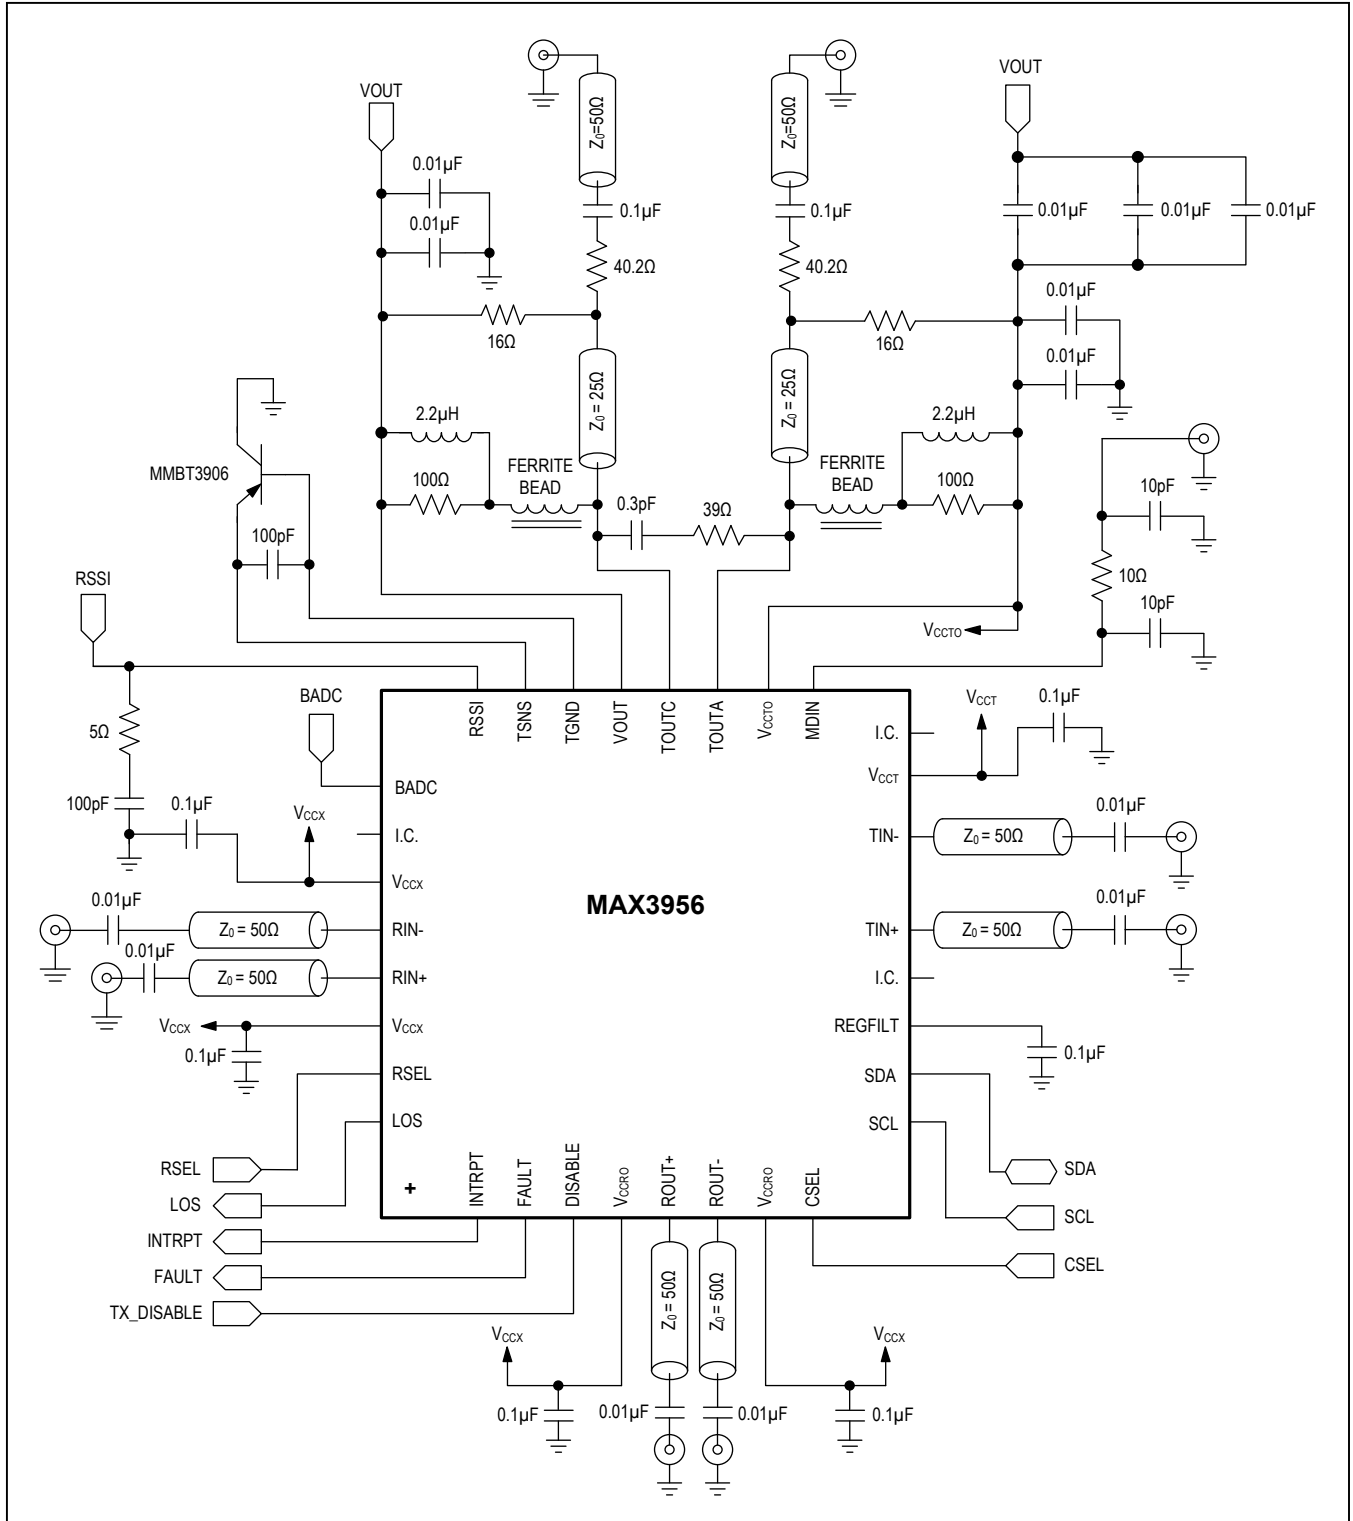 VOUT
VOUT
Z₀=50Ω
Z₀=50Ω
0.01µF
0.01µF
0.1µF
0.1µF
0.01µF
0.01µF
0.01µF
40.2Ω
40.2Ω
0.01µF
16Ω
16Ω
0.01µF
Z₀ = 25Ω
Z₀ = 25Ω
2.2µH
2.2µH
MMBT3906
100Ω
FERRITE
BEAD
FERRITE
BEAD
100Ω
10pF
0.3pF
39Ω
100pF
10Ω
RSSI
10pF
VCCTO
BADC
RSSI
TSNS
TGND
VOUT
TOUTC
TOUTA
VCCTO
MDIN
VCCT
0.1µF
5Ω
I.C.
VCCT
BADC
100pF
0.1µF
VCCX
0.01µF
I.C.
TIN-
Z₀ = 50Ω
VCCX
MAX3956
0.01µF
0.01µF
Z₀ = 50Ω
RIN-
TIN+
Z₀ = 50Ω
0.01µF
Z₀ = 50Ω
RIN+
I.C.
VCCX
VCCX
REGFILT
0.1µF
0.1µF
RSEL
SDA
LOS
SCL
RSEL
LOS
INTRPT
FAULT
TX_DISABLE
+
INTRPT
FAULT
DISABLE
VCCRO
ROUT+
ROUT-
VCCRO
CSEL
SDA
SCL
CSEL
Z₀ = 50Ω
Z₀ = 50Ω
VCCX
VCCX
0.1µF
0.01µF
0.01µF
0.1µF